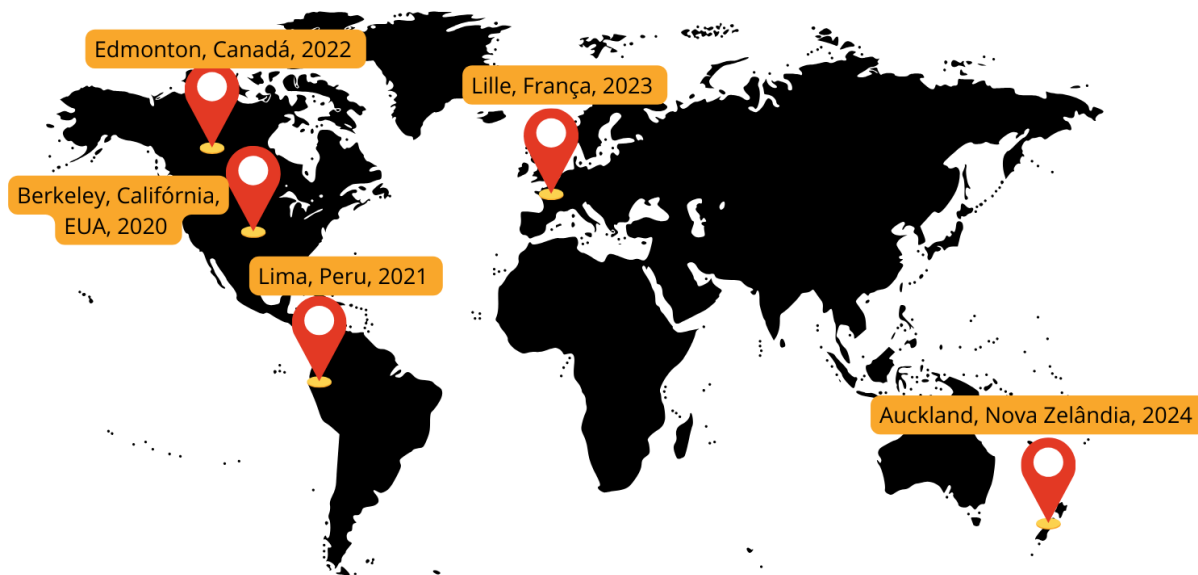 Edmonton, Canadá, 2022
Lille, França, 2023
Berkeley, Califórnia,
EUA, 2020
Lima, Peru, 2021
Auckland, Nova Zelândia, 2024